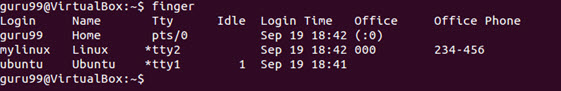 guru99@VirtualBox:~$ finger
Login     Name       Tty      Idle  Login Time   Office     Office Phone
guru99    Home       pts/0          Sep 19 18:42 (:0)
mylinux   Linux     *tty2           Sep 19 18:42 000        234-456
ubuntu    Ubuntu    *tty1        1  Sep 19 18:41
guru99@VirtualBox:~$